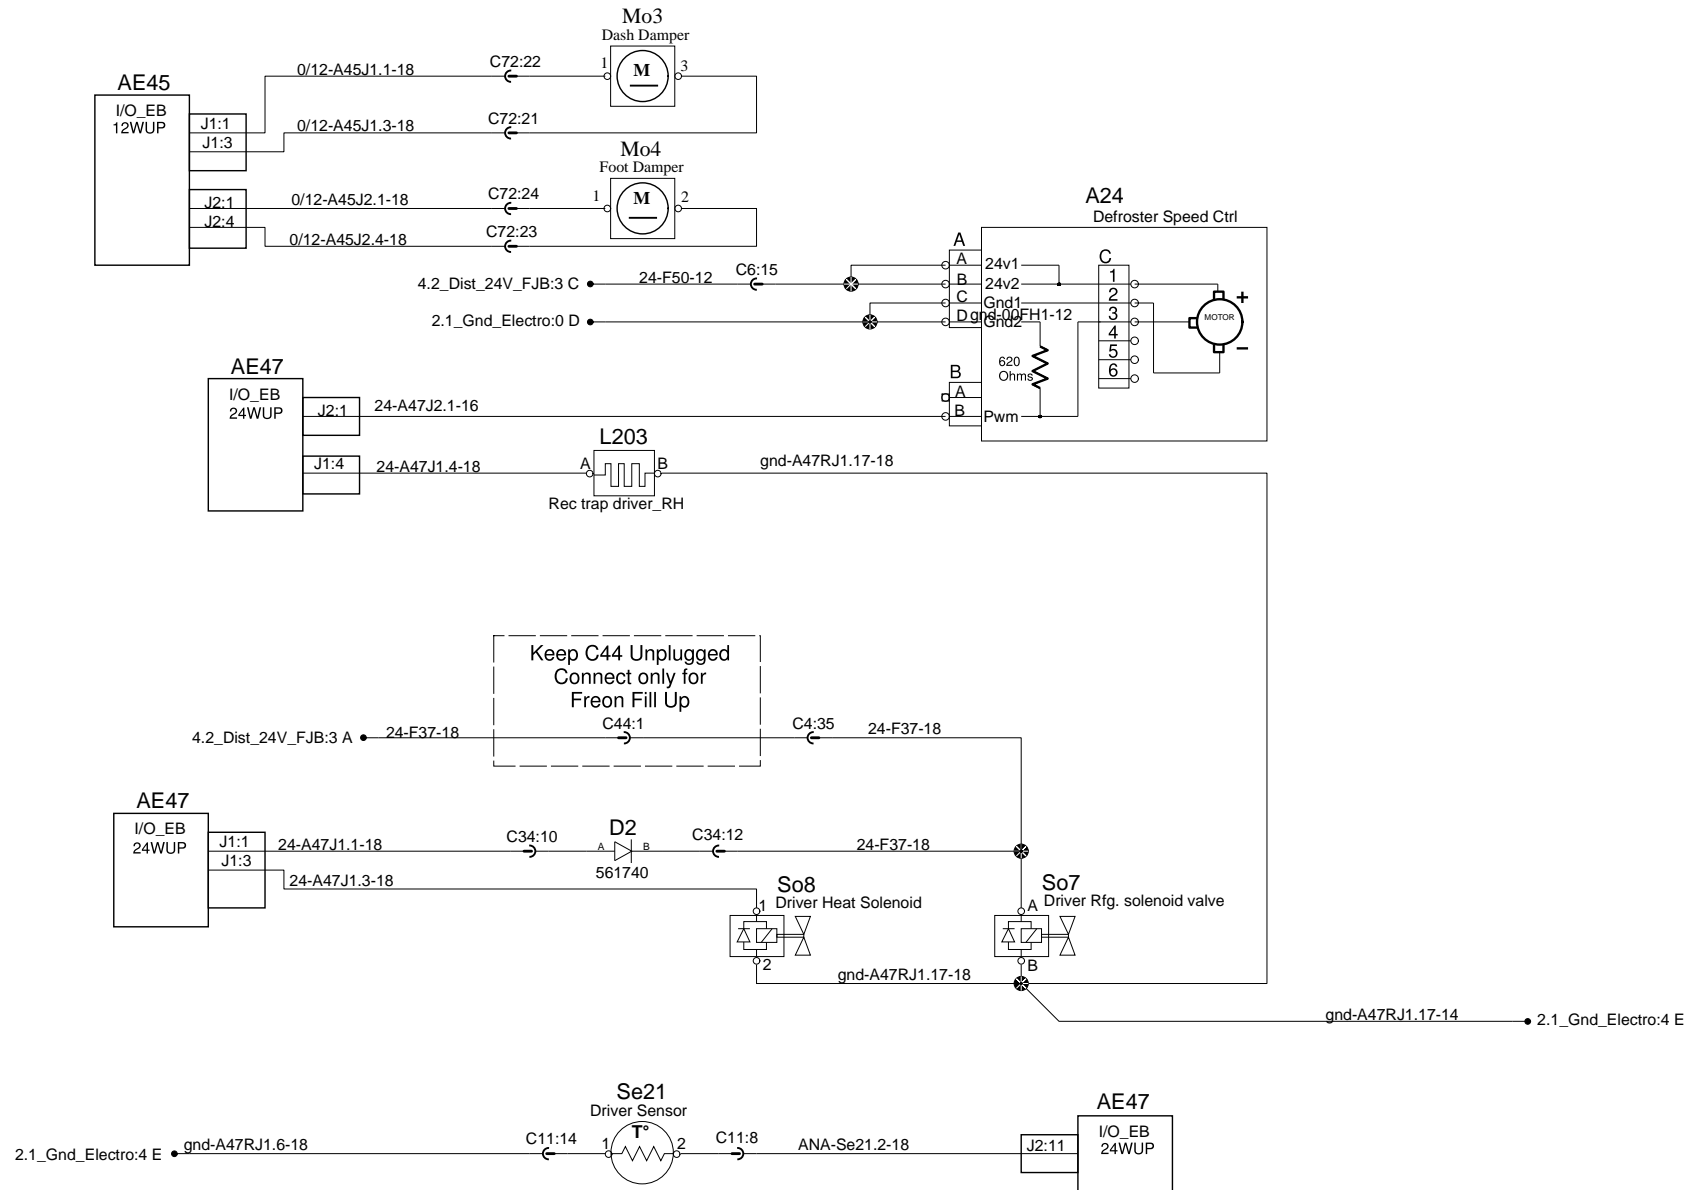 Mo3
Dash Damper
AE45
I/O_EB
12WUP
J1:1
J1:3
J2:1
J2:4
0/12-A45J1.1-18
C72:22
1
M
3
0/12-A45J1.3-18
C72:21
Mo4
Foot Damper
0/12-A45J2.1-18
C72:24
1
M
2
0/12-A45J2.4-18
C72:23
A24
Defroster Speed Ctrl
4.2_Dist_24V_FJB:3 C
24-F50-12
C6:15
2.1_Gnd_Electro:0 D
gnd-00FH1-12
A
A
B
C
D
24v1
24v2
Gnd1
Gnd2
620
Ohms
B
A
B
Pwm
C
1
2
3
4
5
6
MOTOR
+
−
AE47
I/O_EB
24WUP
J2:1
24-A47J2.1-16
J1:4
24-A47J1.4-18
L203
A
B
Rec trap driver_RH
gnd-A47RJ1.17-18
Keep C44 Unplugged
Connect only for
Freon Fill Up
4.2_Dist_24V_FJB:3 A
24-F37-18
C44:1
C4:35
24-F37-18
AE47
I/O_EB
24WUP
J1:1
J1:3
24-A47J1.1-18
C34:10
D2
A
B
561740
C34:12
24-F37-18
24-A47J1.3-18
So8
Driver Heat Solenoid
1
2
So7
Driver Rfg. solenoid valve
A
B
gnd-A47RJ1.17-18
gnd-A47RJ1.17-14
2.1_Gnd_Electro:4 E
Se21
Driver Sensor
2.1_Gnd_Electro:4 E
gnd-A47RJ1.6-18
C11:14
1
T°
2
C11:8
ANA-Se21.2-18
J2:11
AE47
I/O_EB
24WUP